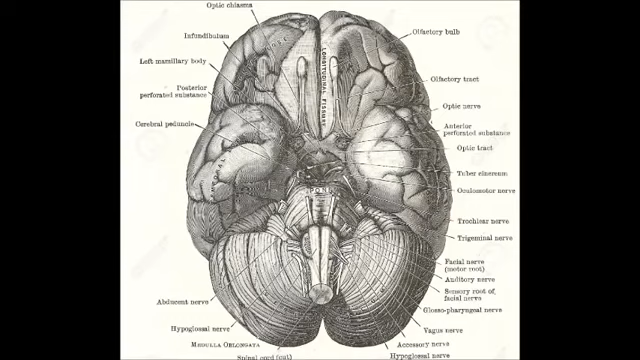 Optic chiasma
Infundibulum
Left mamillary body
Posterior
perforated substance
Cerebral peduncle
Olfactory bulb
Olfactory tract
Optic nerve
Anterior
perforated substance
Optic tract
Tuber cinereum
Oculomotor nerve
Trochlear nerve
Trigeminal nerve
Facial nerve
(motor root)
Auditory nerve
Sensory root of
facial nerve
Glosso-pharyngeal nerve
Vagus nerve
Accessory nerve
Hypoglossal nerve
LONGITUDINAL FISSURE
PONS
Abducent nerve
Hypoglossal nerve
MEDULLA OBLONGATA
Spinal cord (cut)